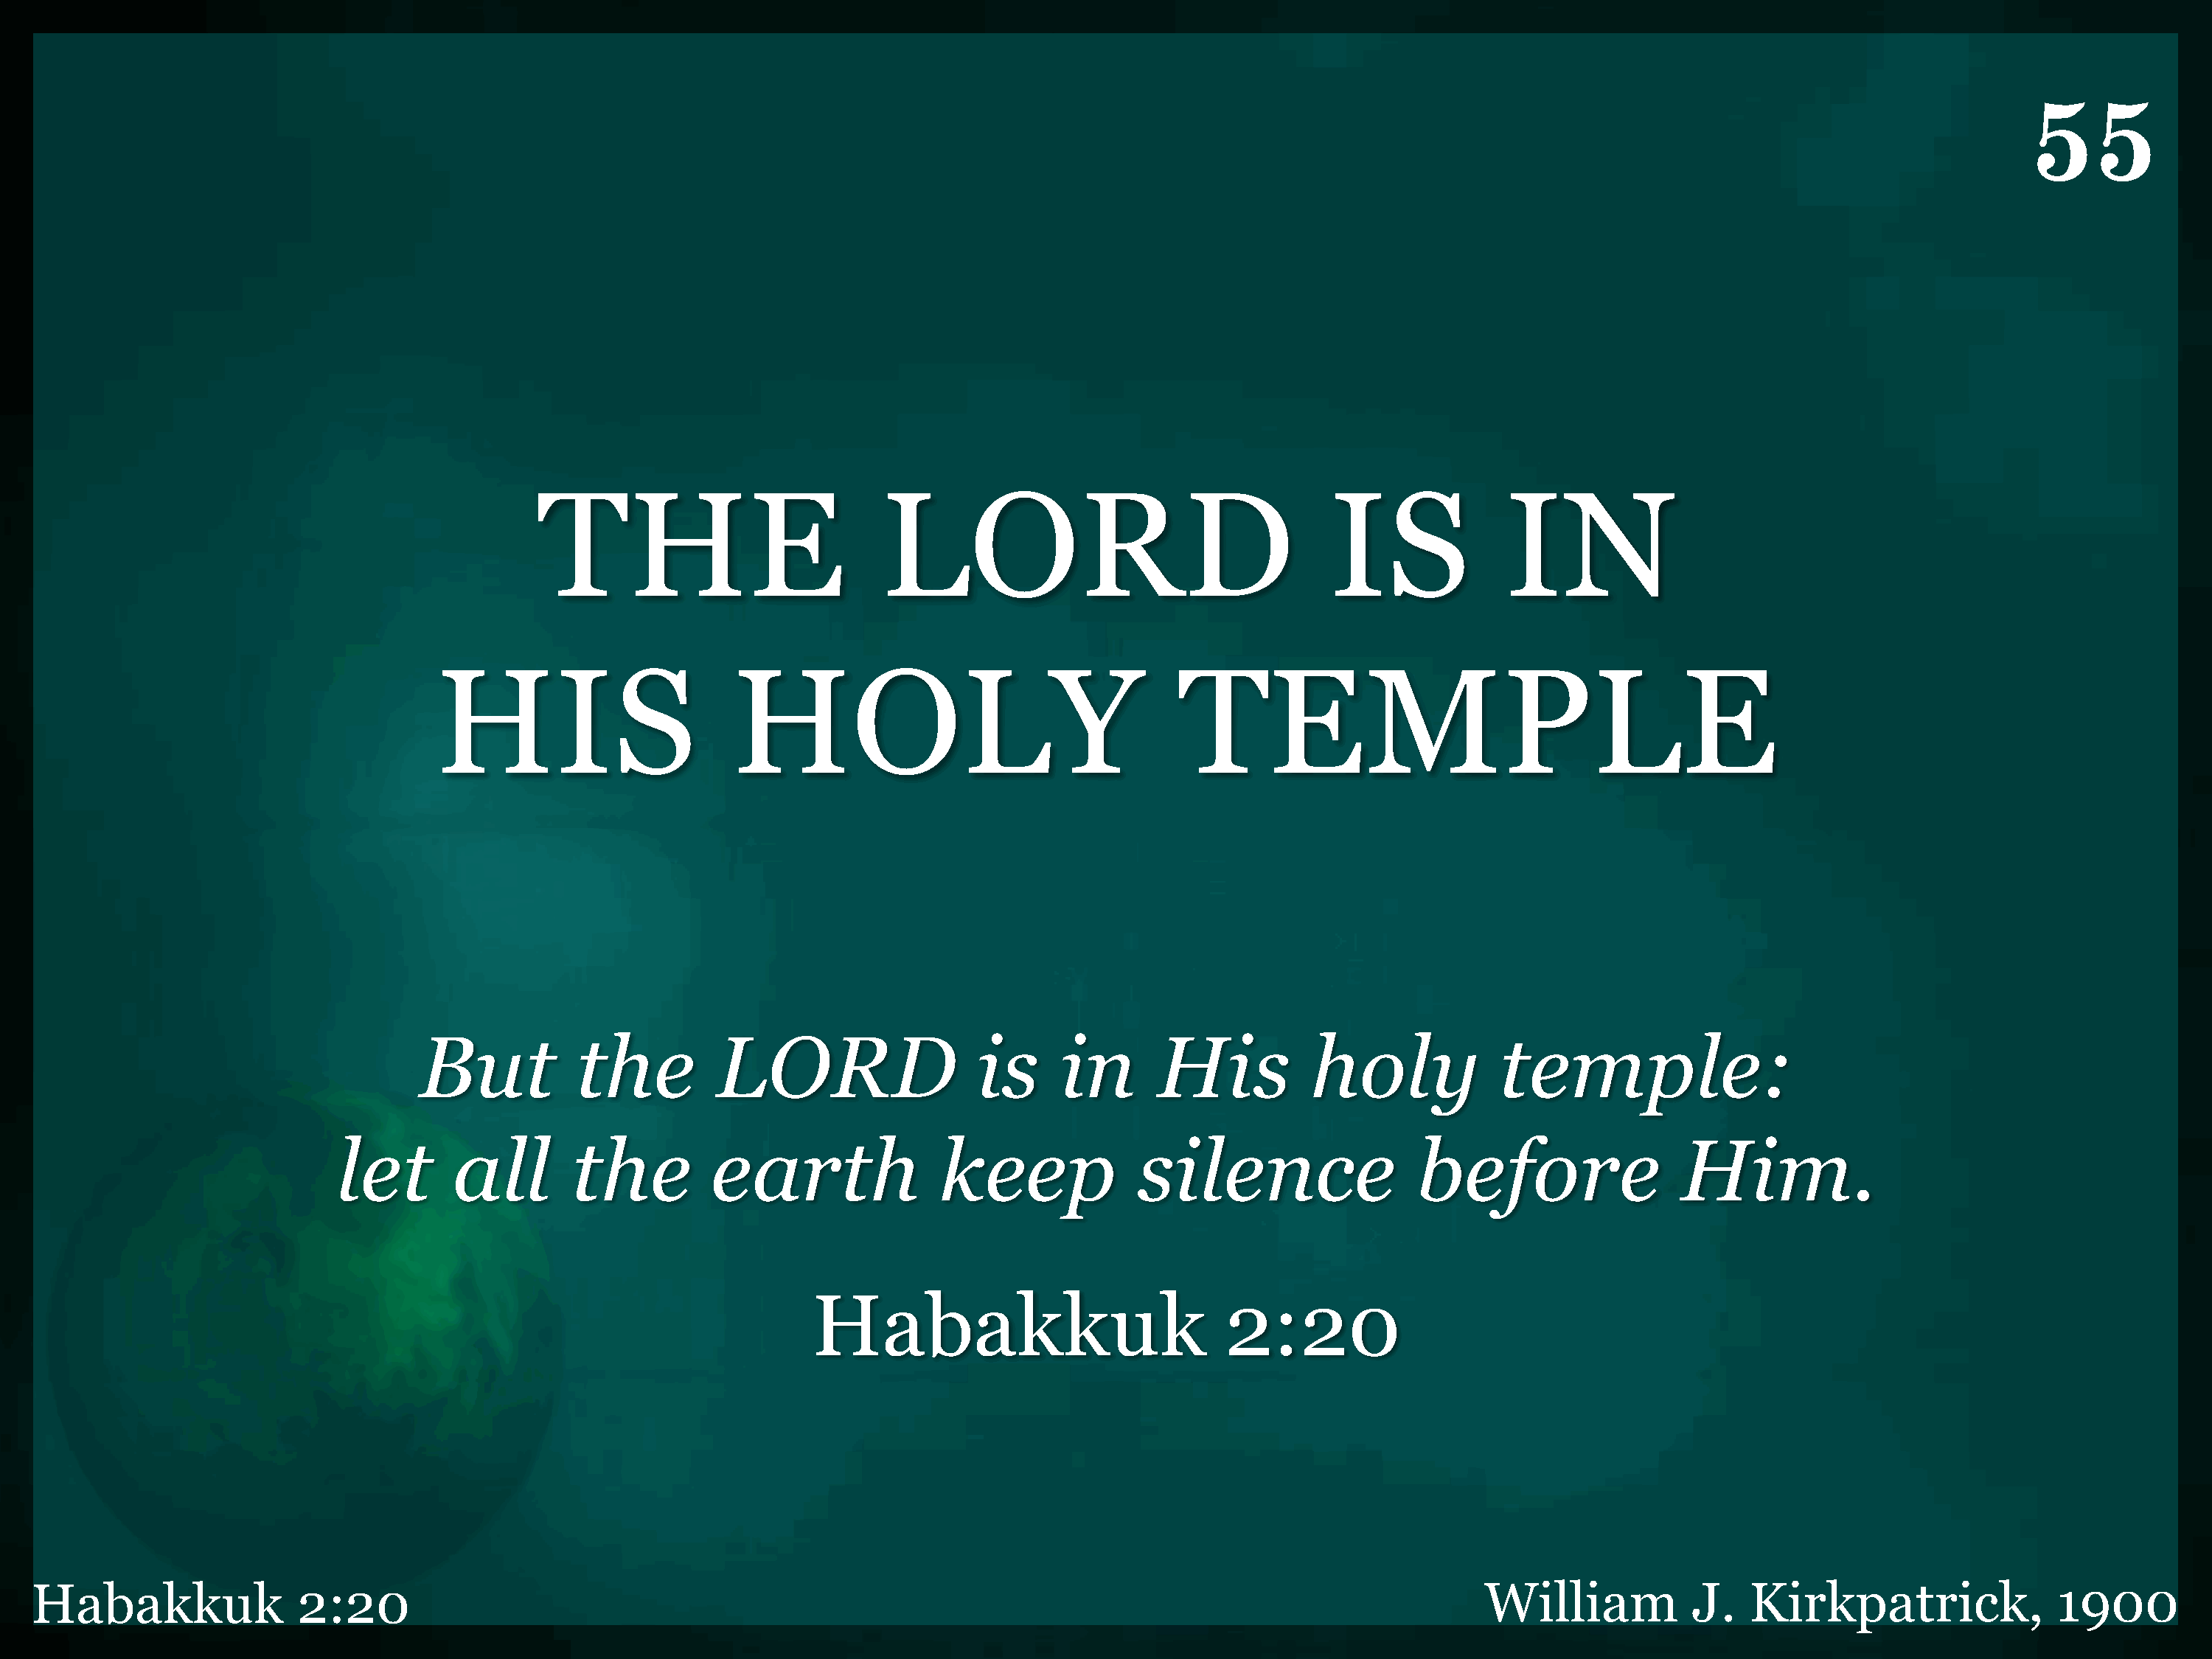 55
THE LORD IS IN
HIS HOLY TEMPLE
But the LORD is in His holy temple:
let all the earth keep silence before Him.
Habakkuk 2:20
Habakkuk 2:20
William J. Kirkpatrick, 1900